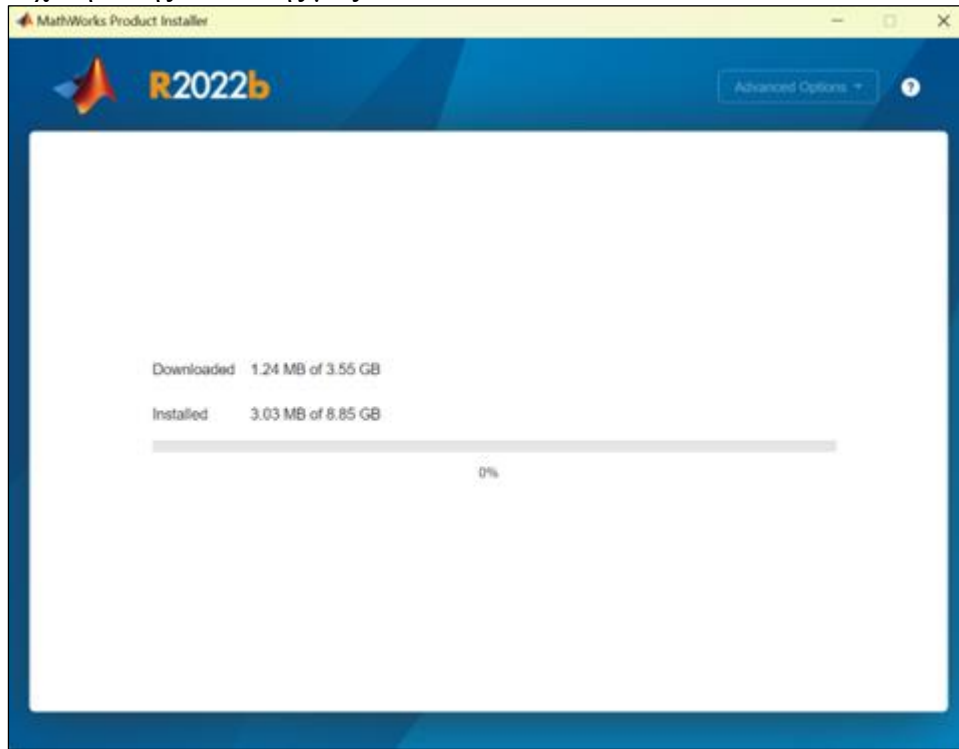 MathWorks Product Installer
R2022b
Advanced Options
Downloaded 1.24 MB of 3.55 GB
Installed 3.03 MB of 8.85 GB
0%